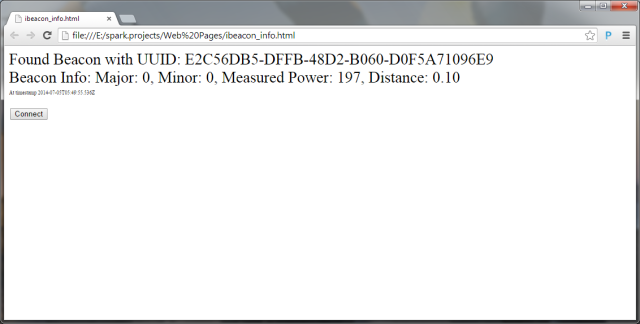 ibeacon_info.html
file:///E:/spark.projects/Web%20Pages/ibeacon_info.html
Found Beacon with UUID: E2C56DB5-DFFB-48D2-B060-D0F5A71096E9
Beacon Info: Major: 0, Minor: 0, Measured Power: 197, Distance: 0.10
At timestamp 2014-07-05T05:49:55.536Z
Connect